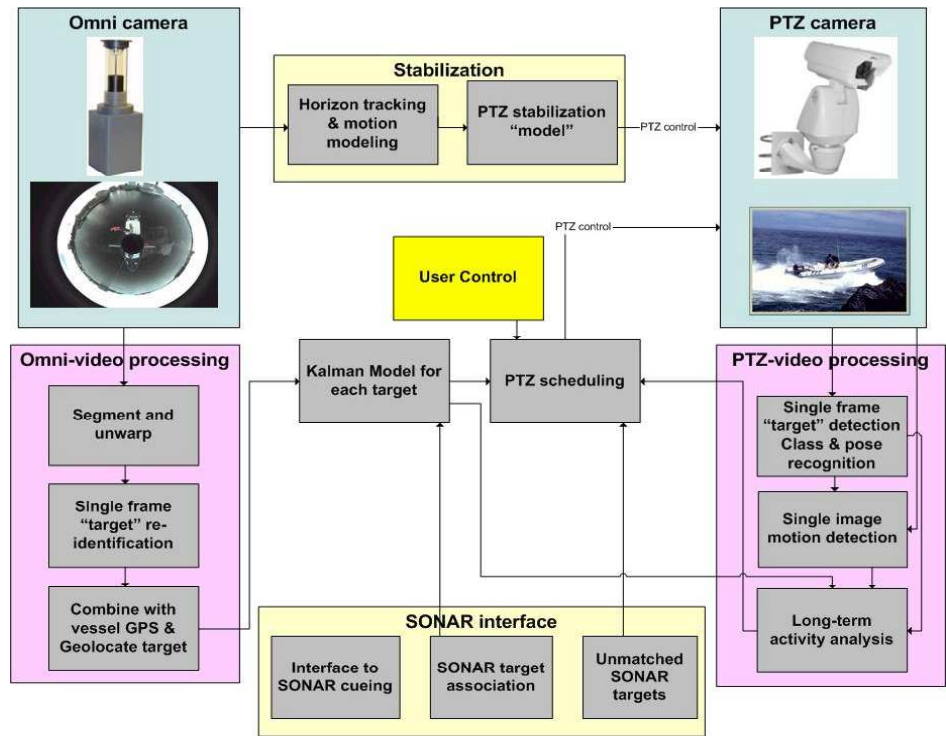 Omni camera
Stabilization
Horizon tracking
& motion
modeling
PTZ stabilization
“model”
PTZ control
PTZ camera
PTZ control
User Control
Omni-video processing
Segment and
unwarp
Single frame
“target” re-
identification
Combine with
vessel GPS &
Geolocate target
Kalman Model for
each target
PTZ scheduling
PTZ-video processing
Single frame
“target” detection
Class & pose
recognition
Single image
motion detection
Long-term
activity analysis
SONAR interface
Interface to
SONAR cueing
SONAR target
association
Unmatched
SONAR
targets